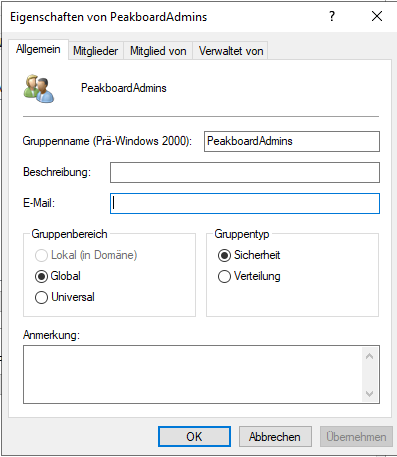 Eigenschaften von PeakboardAdmins
Allgemein Mitglieder Mitglied von Verwaltet von
PeakboardAdmins
Gruppenname (Prä-Windows 2000): PeakboardAdmins
Beschreibung:
E-Mail:
Gruppenbereich
Lokal (in Domäne)
Global
Universal
Gruppentyp
Sicherheit
Verteilung
Anmerkung:
OK Abbrechen Übernehmen